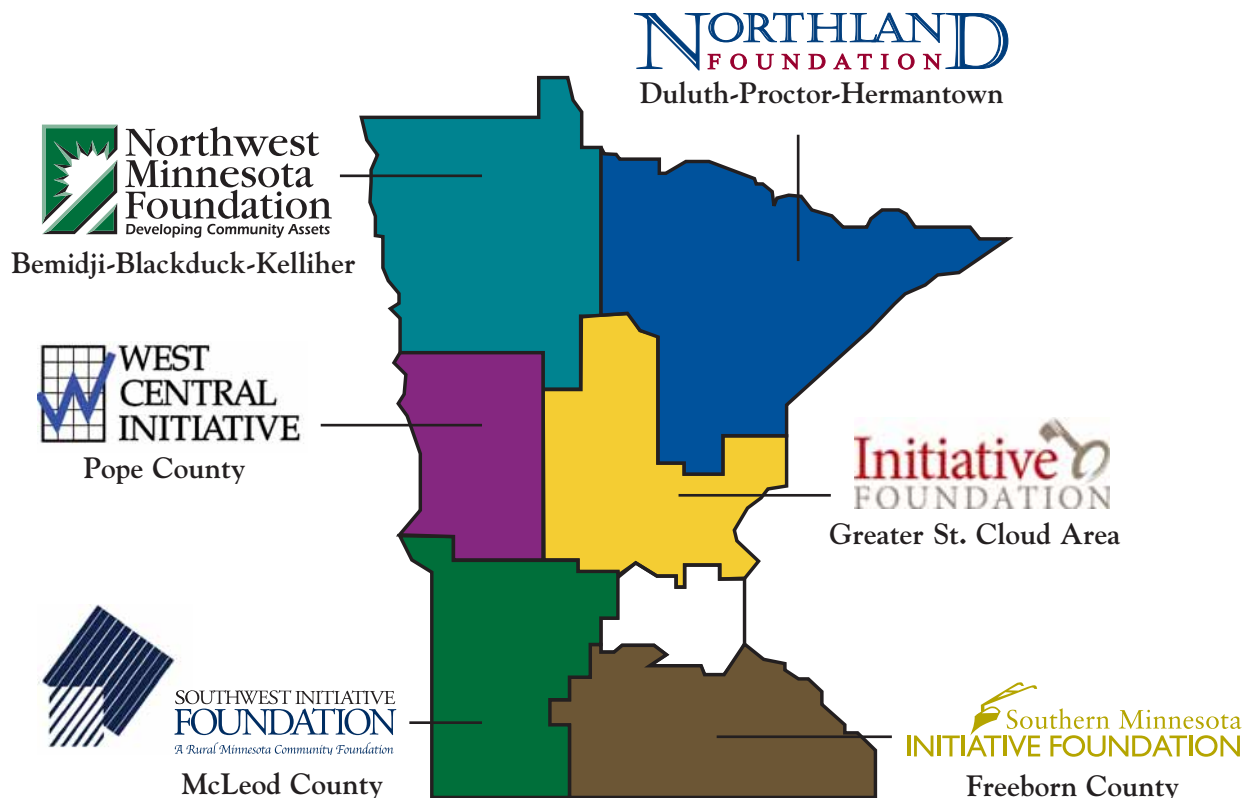 NORTHLAND
FOUNDATION
Duluth-Proctor-Hermantown
Northwest
Minnesota
Foundation
Developing Community Assets
Bemidji-Blackduck-Kelliher
WEST
CENTRAL
INITIATIVE
Pope County
Initiative
FOUNDATION
Greater St. Cloud Area
SOUTHWEST INITIATIVE
FOUNDATION
A Rural Minnesota Community Foundation
McLeod County
Southern Minnesota
INITIATIVE FOUNDATION
Freeborn County